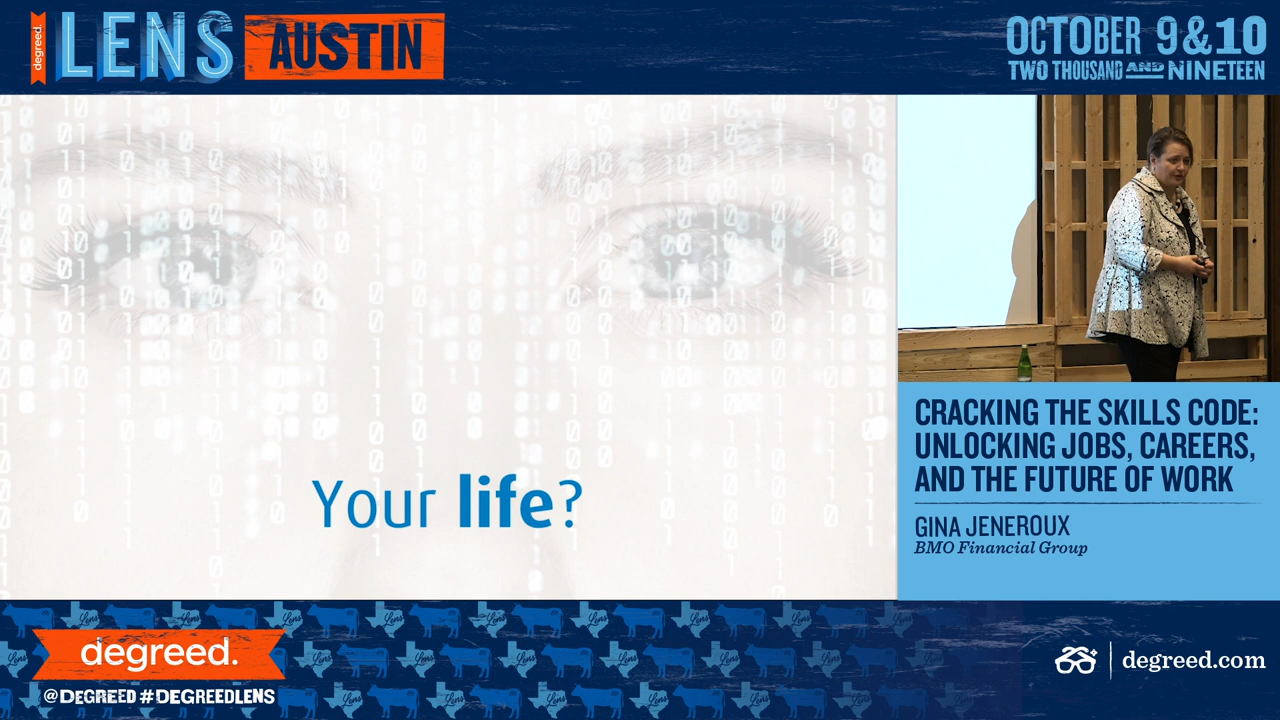 degreed.
LENS
AUSTIN
OCTOBER 9&10
TWO THOUSAND AND NINETEEN
Your life?
CRACKING THE SKILLS CODE:
UNLOCKING JOBS, CAREERS,
AND THE FUTURE OF WORK
GINA JENEROUX
BMO Financial Group
degreed.
@DEGREED #DEGREEDLENS
Lens
degreed.com